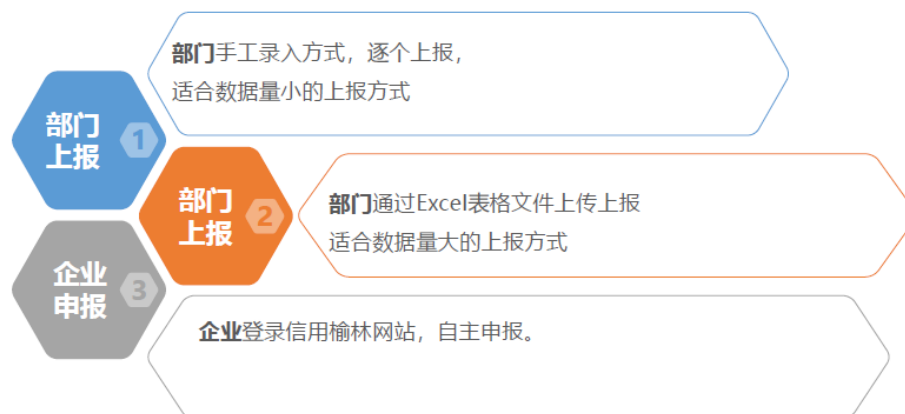 部门
上报
1
部门手工录入方式，逐个上报，
适合数据量小的上报方式
部门
上报
2
部门通过Excel表格文件上传上报
适合数据量大的上报方式
企业
申报
3
企业登录信用榆林网站，自主申报。